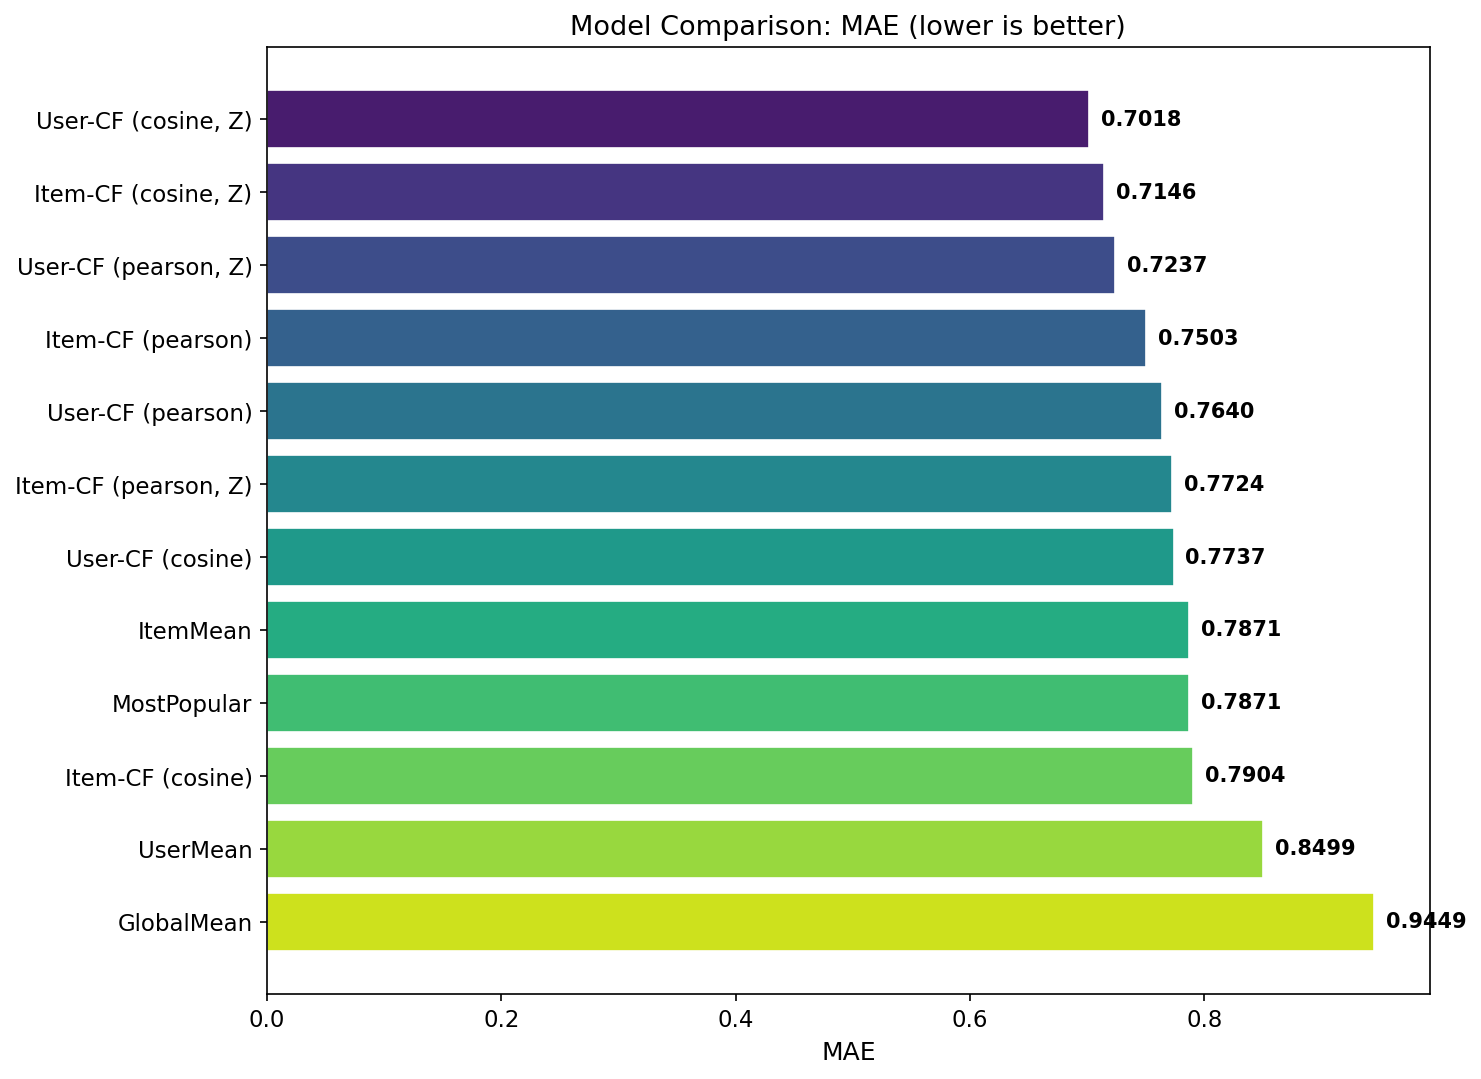 Model Comparison: MAE (lower is better)
User-CF (cosine, Z) 0.7018
Item-CF (cosine, Z) 0.7146
User-CF (pearson, Z) 0.7237
Item-CF (pearson) 0.7503
User-CF (pearson) 0.7640
Item-CF (pearson, Z) 0.7724
User-CF (cosine) 0.7737
ItemMean 0.7871
MostPopular 0.7871
Item-CF (cosine) 0.7904
UserMean 0.8499
GlobalMean 0.9449
0.0 0.2 0.4 0.6 0.8
MAE